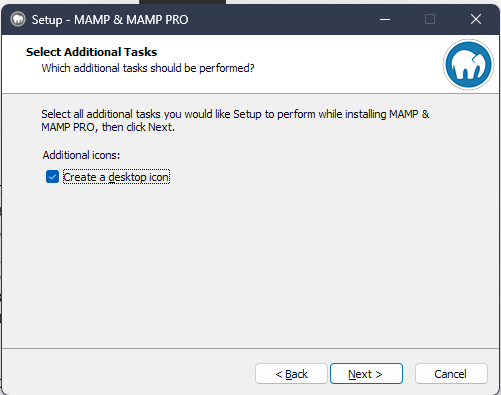 Setup - MAMP & MAMP PRO
Select Additional Tasks
Which additional tasks should be performed?
Select all additional tasks you would like Setup to perform while installing MAMP &
MAMP PRO, then click Next.
Additional icons:
Create a desktop icon
< Back
Next >
Cancel